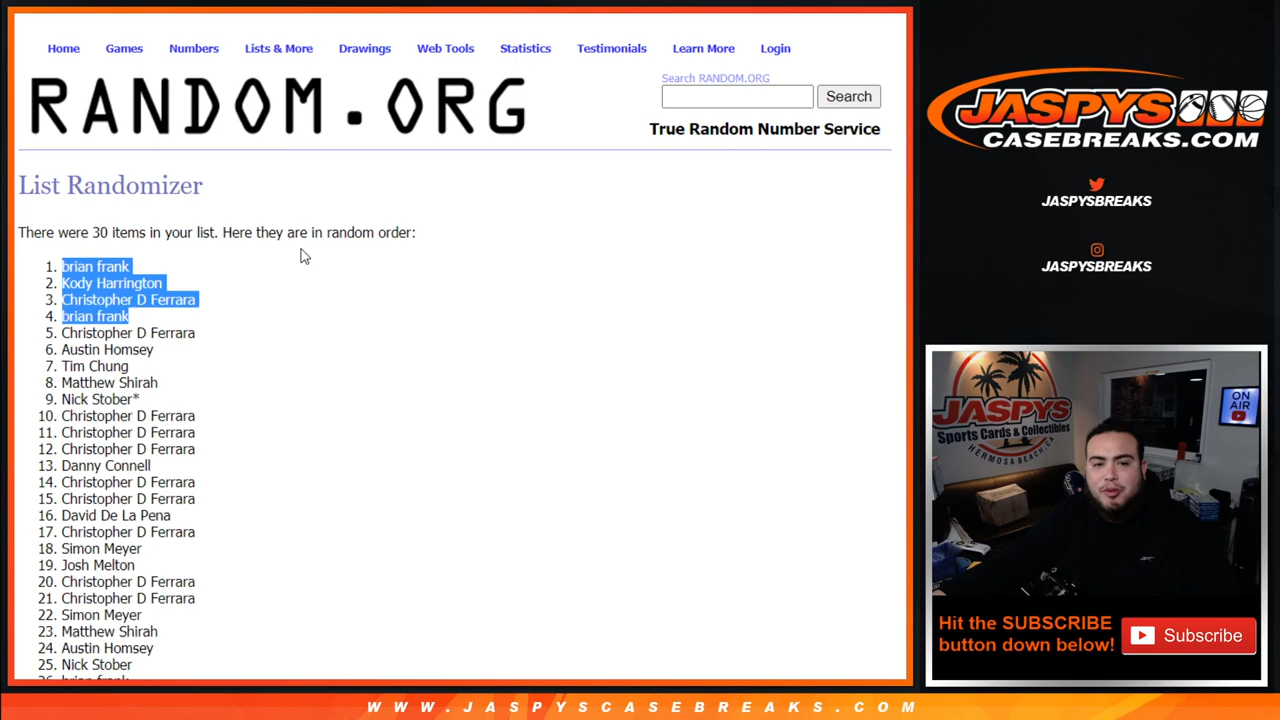 Home Games Numbers Lists & More Drawings Web Tools Statistics Testimonials Learn More Login
RANDOM.ORG
Search RANDOM.ORG
Search
True Random Number Service
List Randomizer
There were 30 items in your list. Here they are in random order:
1. brian frank
2. Kody Harrington
3. Christopher D Ferrara
4. brian frank
5. Christopher D Ferrara
6. Austin Homsey
7. Tim Chung
8. Matthew Shirah
9. Nick Stober*
10. Christopher D Ferrara
11. Christopher D Ferrara
12. Christopher D Ferrara
13. Danny Connell
14. Christopher D Ferrara
15. Christopher D Ferrara
16. David De La Pena
17. Christopher D Ferrara
18. Simon Meyer
19. Josh Melton
20. Christopher D Ferrara
21. Christopher D Ferrara
22. Simon Meyer
23. Matthew Shirah
24. Austin Homsey
25. Nick Stober
26. brian frank
JASPYS
CASEBREAKS.COM
JASPYSBREAKS
JASPYSBREAKS
JASPYS
Sports Cards & Collectibles
HERMOSA BEACH, CA
ON AIR
Hit the SUBSCRIBE
button down below!
Subscribe
WWW.JASPYSCASEBREAKS.COM